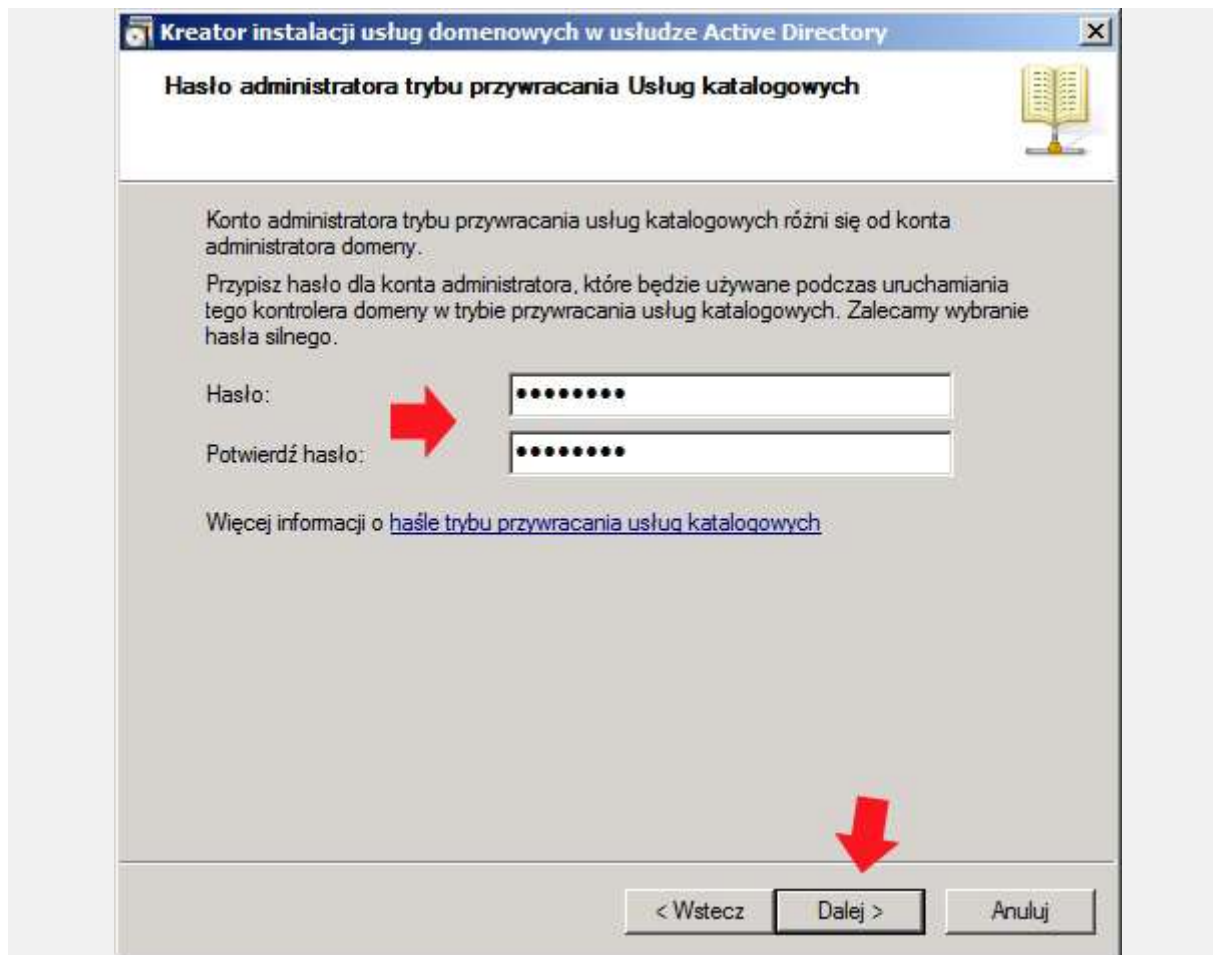 Kreator instalacji usług domenowych w usłudze Active Directory
Hasło administratora trybu przywracania Usług katalogowych
Konto administratora trybu przywracania usług katalogowych różni się od konta
administratora domeny.
Przypisz hasło dla konta administratora, które będzie używane podczas uruchamiania
tego kontrolera domeny w trybie przywracania usług katalogowych. Zalecamy wybranie
hasła silnego.
Hasło: ••••••••
Potwierdź hasło: ••••••••
Więcej informacji o haśle trybu przywracania usług katalogowych
< Wstecz Dalej > Anuluj